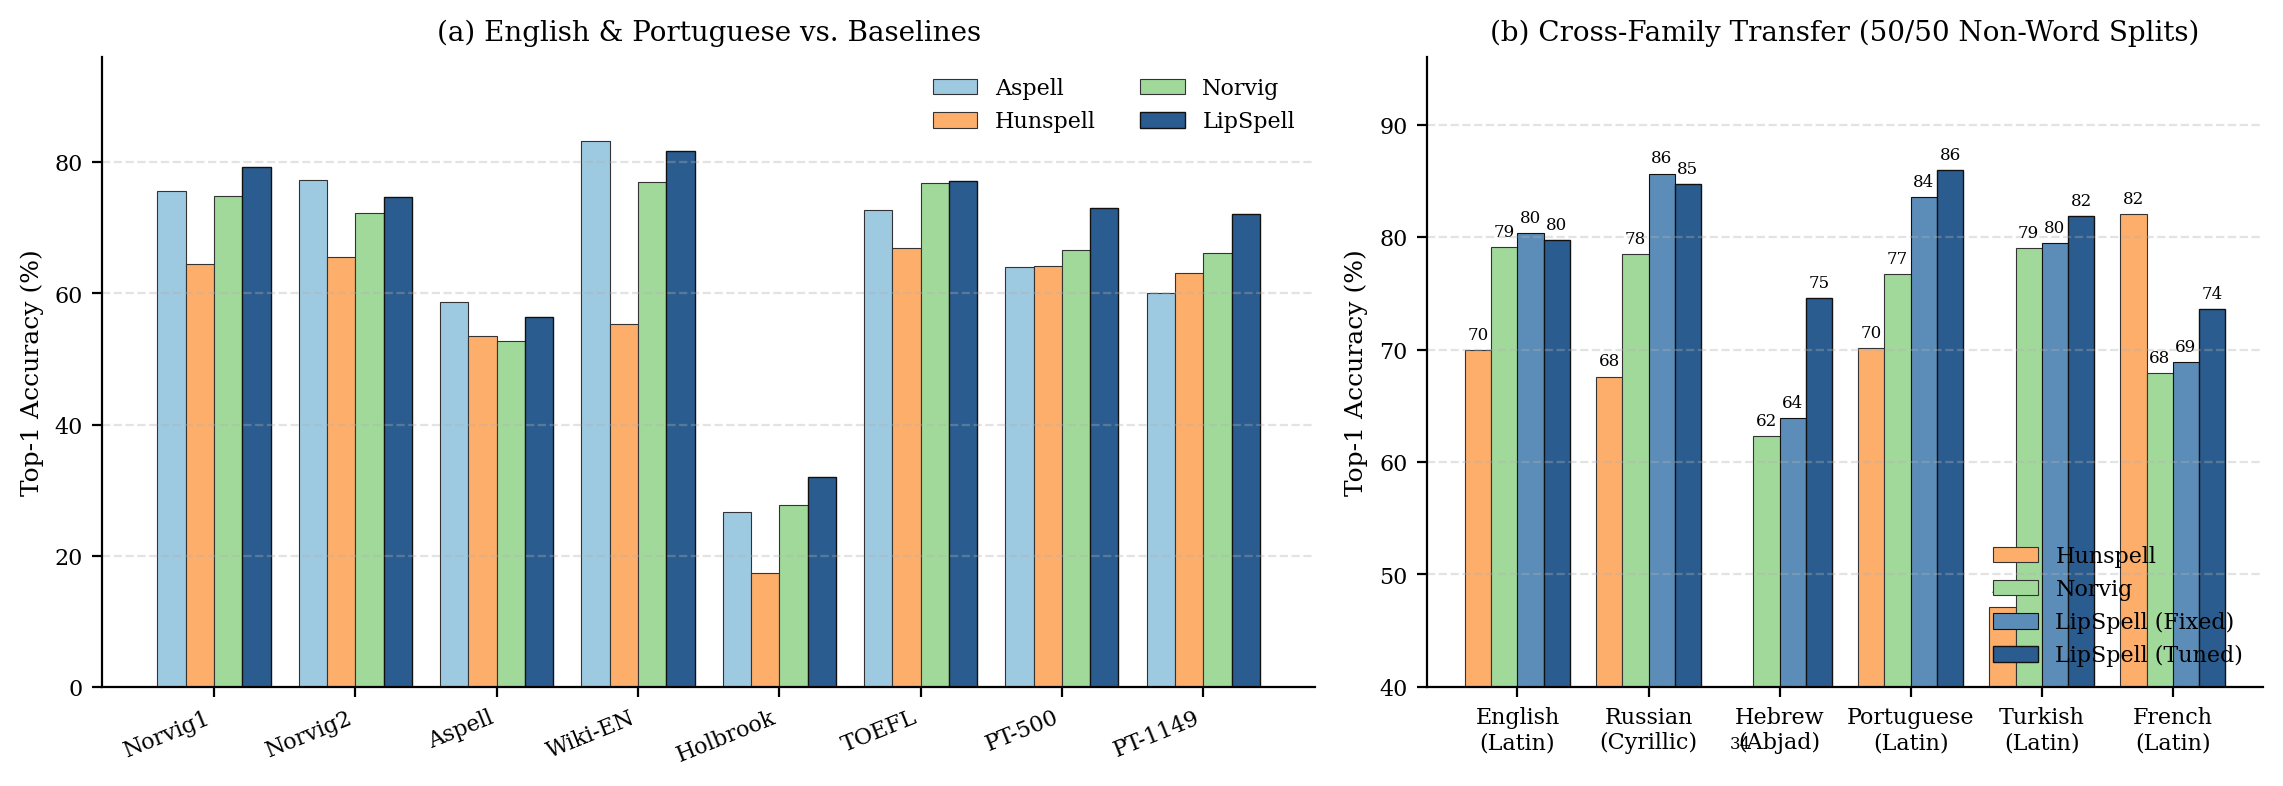 (a) English & Portuguese vs. Baselines
Top-1 Accuracy (%)
80
60
40
20
0
Aspell
Hunspell
Norvig
LipSpell
Norvig1
Norvig2
Aspell
Wiki-EN
Holbrook
TOEFL
PT-500
PT-1149
(b) Cross-Family Transfer (50/50 Non-Word Splits)
Top-1 Accuracy (%)
90
80
70
60
50
40
70 79 80 80
68 78 86 85
34 62 64 75
70 77 84 86
79 80 82
82 68 69 74
Hunspell
Norvig
LipSpell (Fixed)
LipSpell (Tuned)
English
(Latin)
Russian
(Cyrillic)
Hebrew
(Abjad)
Portuguese
(Latin)
Turkish
(Latin)
French
(Latin)